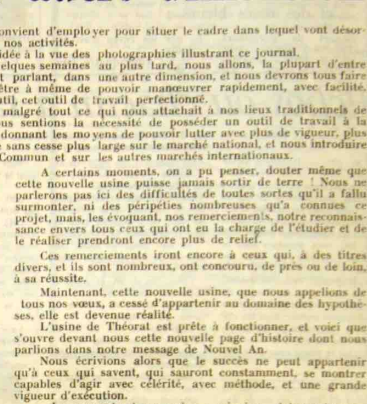 onvient d'employer pour situer le cadre dans lequel vont désor-
nos activités.
idée à la vue des photographies illustrant ce journal.
elques semaines au plus tard, nous allons, la plupart d'entre
t parlant, dans une autre dimension, et nous devrons tous faire
être à même de pouvoir manœuvrer rapidement, avec facilité,
til, cet outil de travail perfectionné.
malgré tout ce qui nous attachait à nos lieux traditionnels de
us sentions la nécessité de posséder un outil de travail à la
donnant les moyens de pouvoir lutter avec plus de vigueur, plus
e sans cesse plus large sur le marché national, et nous introduire
Commun et sur les autres marchés internationaux.
A certains moments, on a pu penser, douter même que
cette nouvelle usine puisse jamais sortir de terre ! Nous ne
parlerons pas ici des difficultés de toutes sortes qu'il a fallu
surmonter, ni des péripéties nombreuses qu'a connues ce
projet, mais, les évoquant, nos remerciements, notre reconnais-
sance envers tous ceux qui ont eu la charge de l'étudier et de
le réaliser prendront encore plus de relief.
Ces remerciements iront encore à ceux qui, à des titres
divers, et ils sont nombreux, ont concouru, de près ou de loin,
à sa réussite.
Maintenant, cette nouvelle usine, que nous appelions de
tous nos vœux, a cessé d'appartenir au domaine des hypothè-
ses, elle est devenue réalité.
L'usine de Théorat est prête à fonctionner, et voici que
s'ouvre devant nous cette nouvelle page d'histoire dont nous
parlions dans notre message de Nouvel An.
Nous écrivions alors que le succès ne peut appartenir
qu'à ceux qui savent, qui sauront constamment, se montrer
capables d'agir avec célérité, avec méthode, et une grande
vigueur d'exécution.